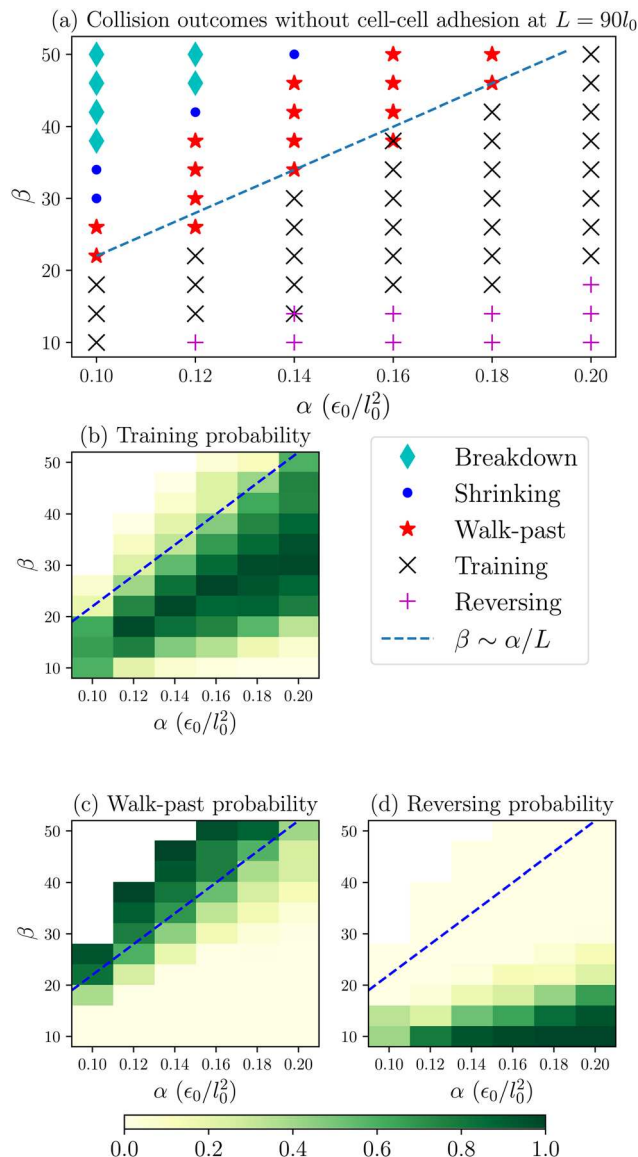 (a) Collision outcomes without cell-cell adhesion at L = 90l₀
50
40
30
20
10
β
0.10 0.12 0.14 0.16 0.18 0.20
α (ϵ₀/l₀²)
(b) Training probability
50
40
30
20
10
β
0.10 0.12 0.14 0.16 0.18 0.20
α (ϵ₀/l₀²)
Breakdown
Shrinking
Walk-past
Training
Reversing
β ∼ α/L
(c) Walk-past probability
50
40
30
20
10
β
0.10 0.12 0.14 0.16 0.18 0.20
α (ϵ₀/l₀²)
(d) Reversing probability
50
40
30
20
10
0.10 0.12 0.14 0.16 0.18 0.20
α (ϵ₀/l₀²)
0.0 0.2 0.4 0.6 0.8 1.0